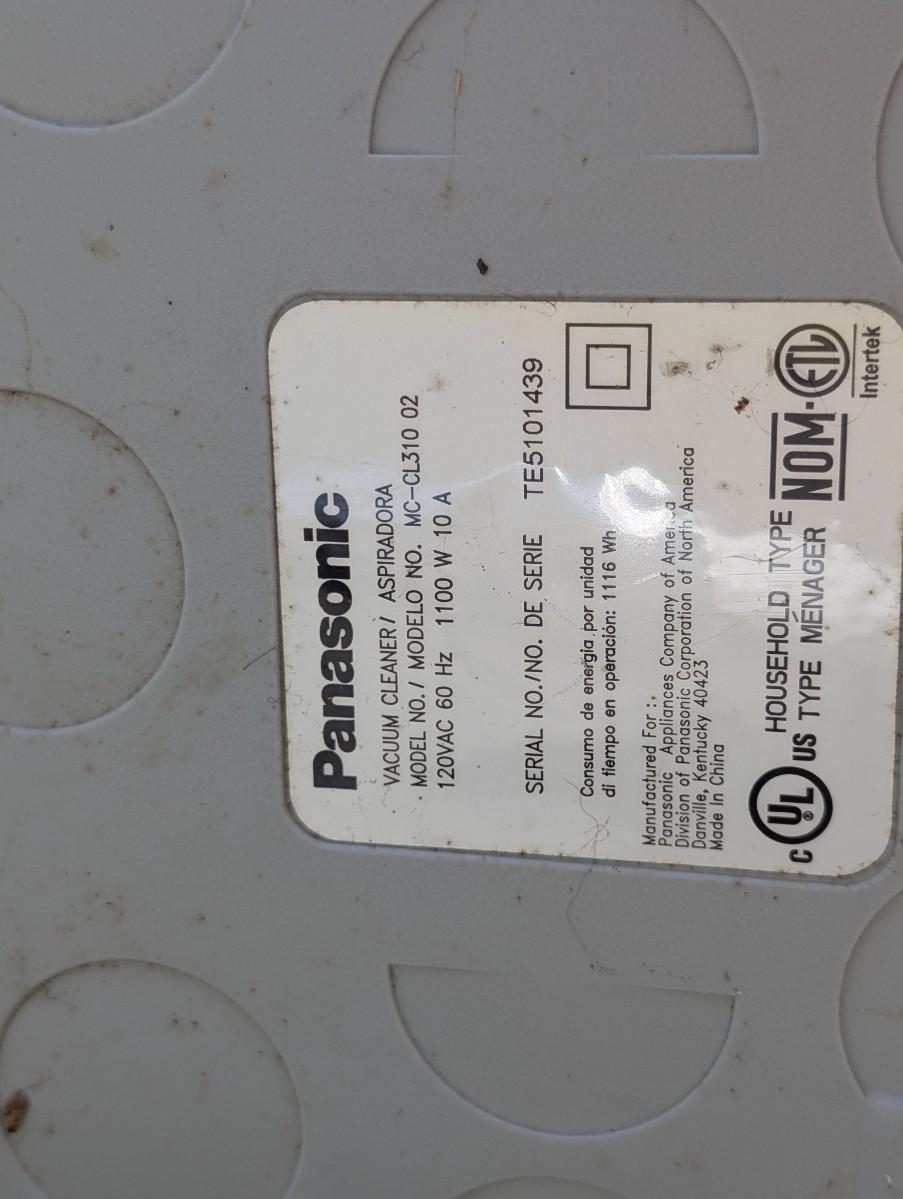 Panasonic
VACUUM CLEANER/ ASPIRADORA
MODEL NO./ MODELO NO. MC-CL310 02
120VAC 60 Hz 1100 W 10 A
SERIAL NO./NO. DE SERIE TE5101439
Consumo de energía por unidad
di tiempo en operación: 1116 Wh
Manufactured For :.
Panasonic Appliances Company of America
Division of Panasonic Corporation of North America
Danville, Kentucky 40423
Made In China
C UL ® US
HOUSEHOLD TYPE
TYPE MÉNAGER
NOM-ETL
Intertek